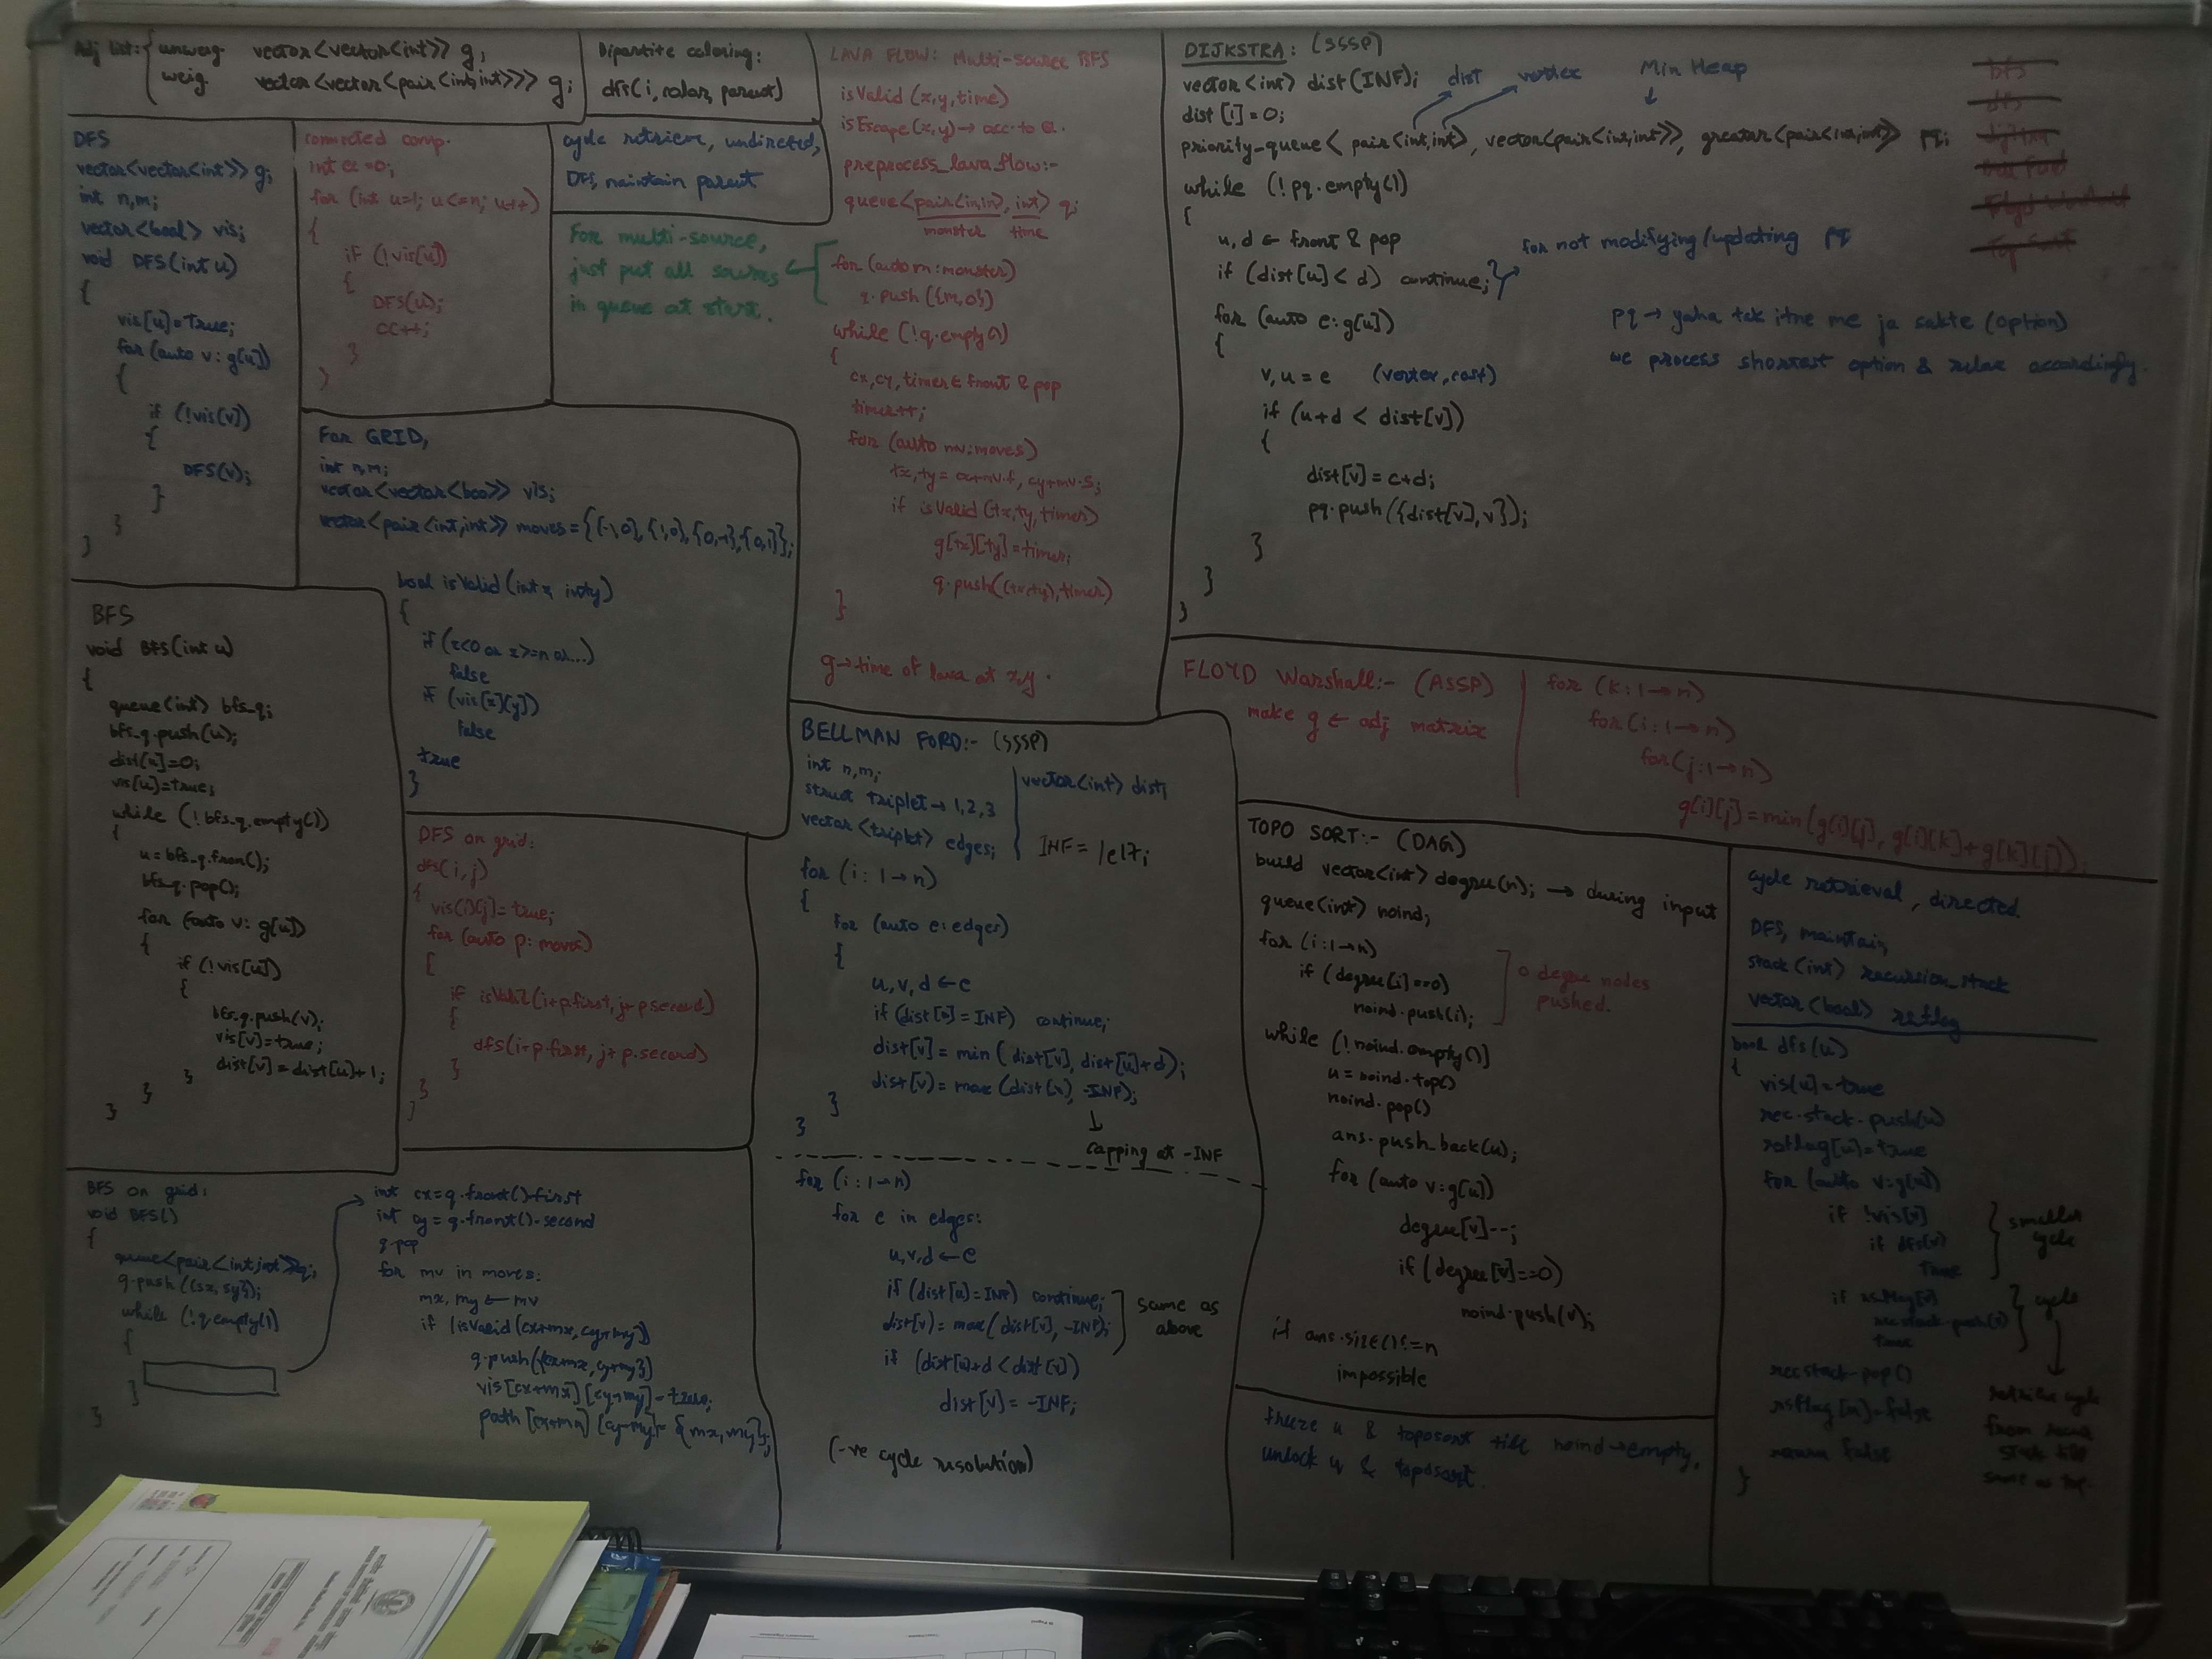 Adj list: { unweig. vector<vector<int>> g;
weig. vector<vector<pair<int,int>>> g;
Bipartite coloring:
dfs(i, color, parent)
DFS
vector<vector<int>> g;
int n,m;
vector<bool> vis;
void DFS(int u)
{
vis[u]=True;
for (auto v: g[u])
{
if (!vis[v])
{
DFS(v);
}
}
}
connected comp.
int cc=0;
for (int u=1; u<=n; u++)
{
if (!vis[u])
{
DFS(u);
cc++;
}
}
cycle retrieve, undirected,
DFS, maintain parent
For multi-source,
just put all sources
in queue at start.
For GRID,
int n,m;
vector<vector<bool>> vis;
vector<pair<int,int>> moves={{-1,0},{1,0},{0,-1},{0,1}};
bool isValid(int x, int y)
{
if (x<0 or x>=n or...)
false
if (vis[x][y])
false
true
}
BFS
void BFS(int u)
{
queue<int> bfs_q;
bfs_q.push(u);
dist[u]=0;
vis[u]=true;
while (!bfs_q.empty())
{
u=bfs_q.front();
bfs_q.pop();
for (auto v: g[u])
{
if (!vis[u])
{
bfs_q.push(v);
vis[v]=true;
dist[v]=dist[u]+1;
}
}
}
DFS on grid:
dfs(i,j)
{
vis[i][j]=true;
for (auto p: moves)
{
if isValid(i+p.first, j+p.second)
{
dfs(i+p.first, j+p.second)
}
}
}
BFS on grid:
void BFS()
{
queue<pair<int,int>>q;
q.push({sx,sy});
while (!q.empty())
{
}
}
int cx=q.front().first
int cy=q.front().second
q.pop
for mv in moves:
mx, my ← mv
if (isValid(cx+mx, cy+my))
q.push({cx+mx, cy+my})
vis[cx+mx][cy+my]=true;
path[cx+mx][cy+my]={mx,my};
LAVA FLOW: Multi-source BFS
isValid(x,y,time)
isEscape(x,y)→ acc. to Q.
preprocess_lava_flow:-
queue<pair<int,int>, int> q;
monster time
for (auto m: monster)
q.push({m,0})
while (!q.empty())
{
cx,cy,timer ← front & pop
timer++;
for (auto mv: moves)
tx,ty = cx+mv.f, cy+mv.s;
if isValid(tx,ty,timer)
g[tx][ty]=timer;
q.push((tx,ty),timer)
}
g→time of lava at x,y.
BELLMAN FORD:- (SSSP)
int n,m;
struct triplet → 1,2,3
vector<triplet> edges;
vector<int> dist;
INF = 1e17;
for (i: 1→n)
{
for (auto e: edges)
{
u,v,d ← e
if (dist[u]=INF) continue;
dist[v]=min(dist[v], dist[u]+d);
dist[v]=max(dist[v], -INF);
}
}
capping at -INF
for (i: 1→n)
for e in edges:
u,v,d ← e
if (dist[u]=INF) continue;
dist[v]=max(dist[v], -INF);
same as above
if (dist[u]+d < dist[v])
dist[v]=-INF;
(-ve cycle resolution)
DIJKSTRA: (SSSP)
vector<int> dist(INF);
dist vertex Min Heap
dist[i]=0;
priority_queue< pair<int,int>, vector<pair<int,int>>, greater<pair<int,int>> pq;
while (!pq.empty())
{
u, d ← front & pop
if (dist[u]<d) continue;
for not modifying/updating pq
for (auto e: g[u])
{
v, u = e (vertex, cost)
if (u+d < dist[v])
{
dist[v]=c+d;
pq.push({dist[v],v});
}
}
}
pq → yaha tak itne me ja sakte (option)
we process shortest option & relax accordingly.
bfs
dfs
FLOYD Warshall:- (ASSP)
make g ← adj matrix
for (k: 1→n)
for (i: 1→n)
for (j: 1→n)
g[i][j]=min(g[i][j], g[i][k]+g[k][j]);
TOPO SORT:- (DAG)
build vector<int> degree(n); → during input
queue<int> noind;
for (i: 1→n)
if (degree[i]==0)
noind.push(i);
0 degree nodes
pushed.
while (!noind.empty())
u = noind.top()
noind.pop()
ans.push_back(u);
for (auto v: g[u])
degree[v]--;
if (degree[v]==0)
noind.push(v);
if ans.size()!=n
impossible
freeze u & toposort till noind→empty,
unlock u & toposort.
cycle retrieval, directed
DFS, maintain,
stack<int> recursion_stack
vector<bool> rstflag
bool dfs(u)
{
vis[u]=true
rec.stack.push(u)
rstflag[u]=true
for (auto v:g[u])
if !vis[v]
if dfs(v)
true
smaller
cycle
cycle
true
recstack.pop()
rsflag[u]=false
return false
}
retrieve cycle
from
stack till
same as top.